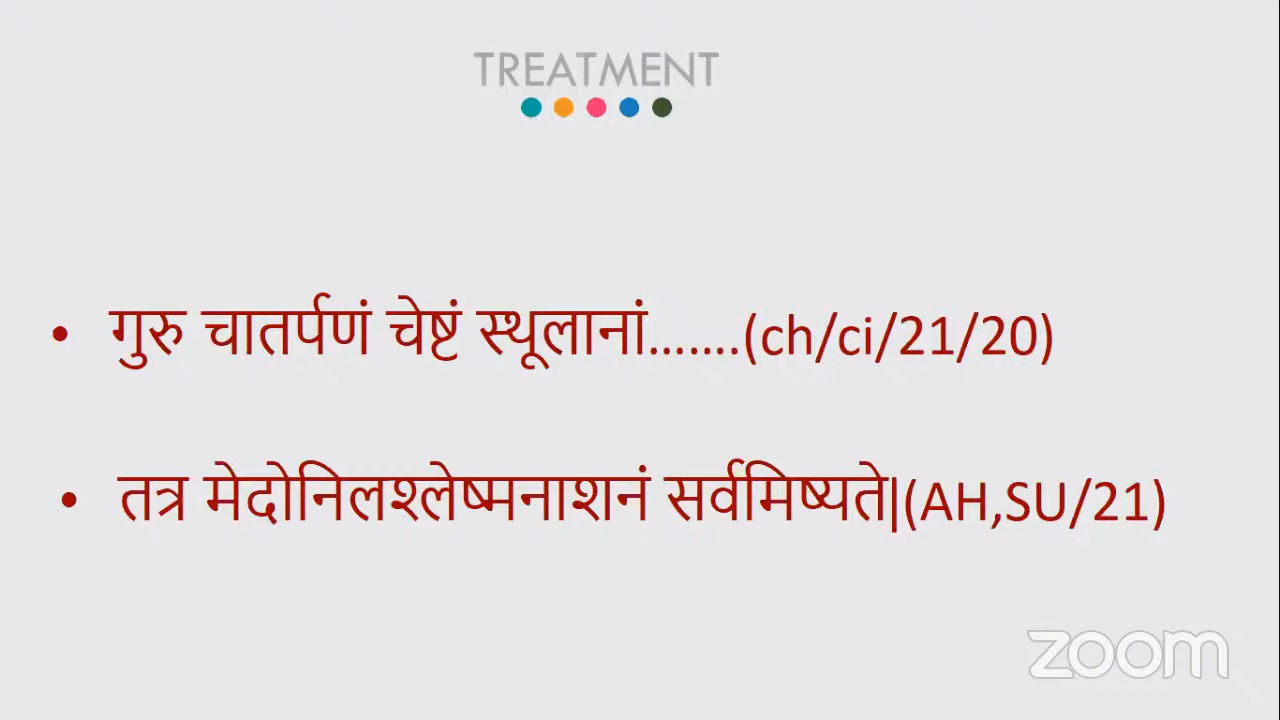 TREATMENT
• गुरु चातर्पणं चेष्टं स्थूलानां.......(ch/ci/21/20)
• तत्र मेदोनिलश्लेष्मनाशनं सर्वमिष्यते|(AH,SU/21)
zoom